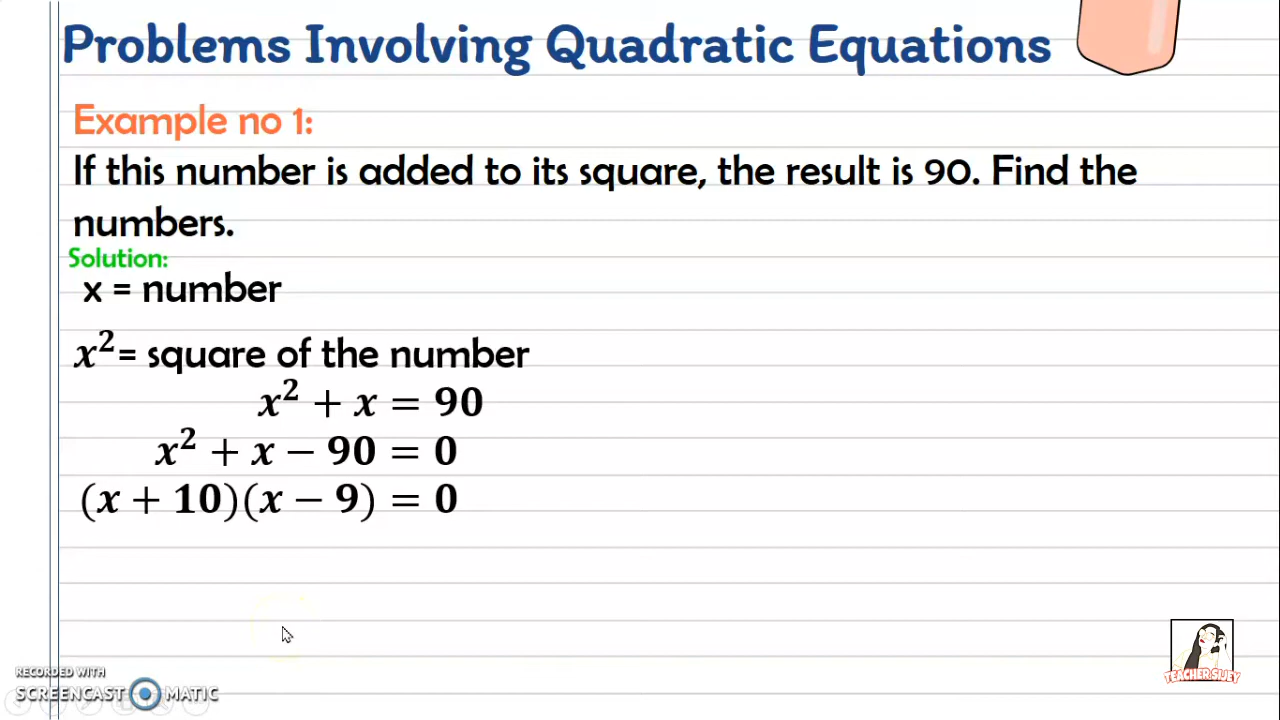 Problems Involving Quadratic Equations
Example no 1:
If this number is added to its square, the result is 90. Find the
numbers.
Solution:
x = number
x²= square of the number
x² + x = 90
x² + x − 90 = 0
(x + 10)(x − 9) = 0
RECORDED WITH
SCREENCAST MATIC
TEACHER SIJEY